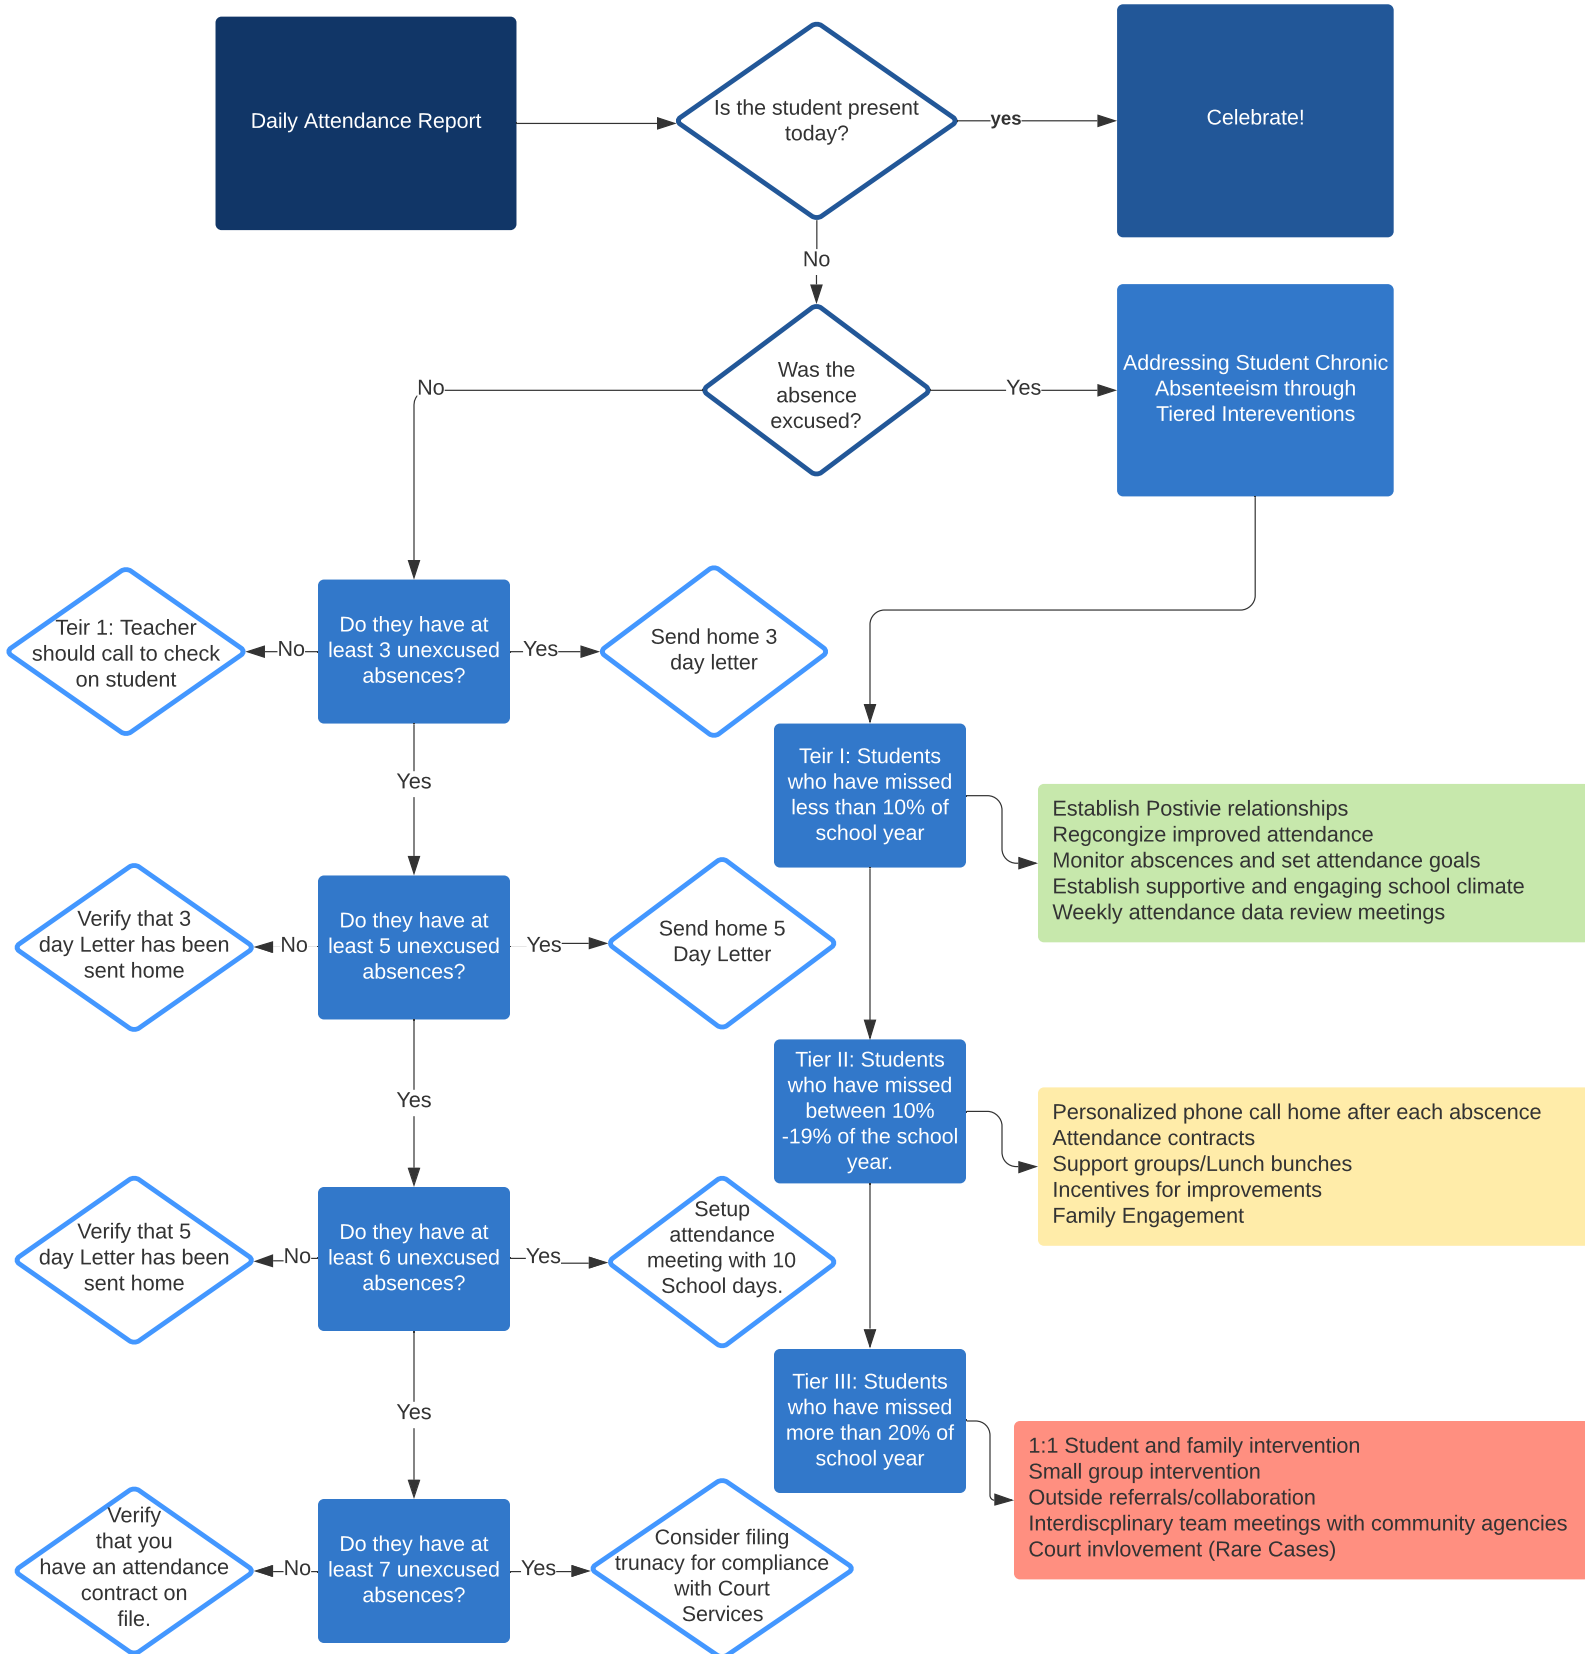 Daily Attendance Report
Is the student present
today?
yes
Celebrate!
No
Was the
absence
excused?
No
Yes
Addressing Student Chronic
Absenteeism through
Tiered Intereventions
Teir 1: Teacher
should call to check
on student
No
Do they have at
least 3 unexcused
absences?
Yes
Send home 3
day letter
Yes
Teir I: Students
who have missed
less than 10% of
school year
Establish Postivie relationships
Regcongize improved attendance
Monitor abscences and set attendance goals
Establish supportive and engaging school climate
Weekly attendance data review meetings
Verify that 3
day Letter has been
sent home
No
Do they have at
least 5 unexcused
absences?
Yes
Send home 5
Day Letter
Yes
Tier II: Students
who have missed
between 10%
-19% of the school
year.
Personalized phone call home after each abscence
Attendance contracts
Support groups/Lunch bunches
Incentives for improvements
Family Engagement
Verify that 5
day Letter has been
sent home
No
Do they have at
least 6 unexcused
absences?
Yes
Setup
attendance
meeting with 10
School days.
Yes
Tier III: Students
who have missed
more than 20% of
school year
1:1 Student and family intervention
Small group intervention
Outside referrals/collaboration
Interdiscplinary team meetings with community agencies
Court invlovement (Rare Cases)
Verify
that you
have an attendance
contract on
file.
No
Do they have at
least 7 unexcused
absences?
Yes
Consider filing
trunacy for compliance
with Court
Services